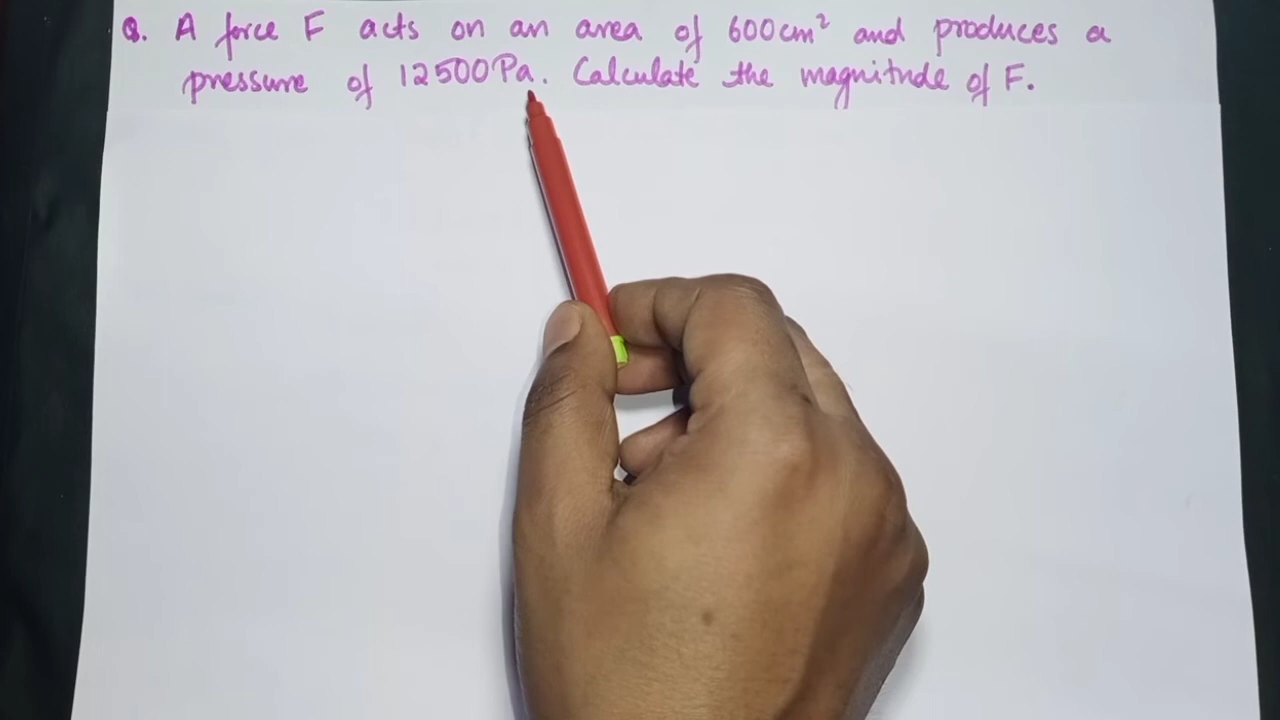 Q. A force F acts on an area of 600cm² and produces a
pressure of 12500Pa. Calculate the magnitude of F.